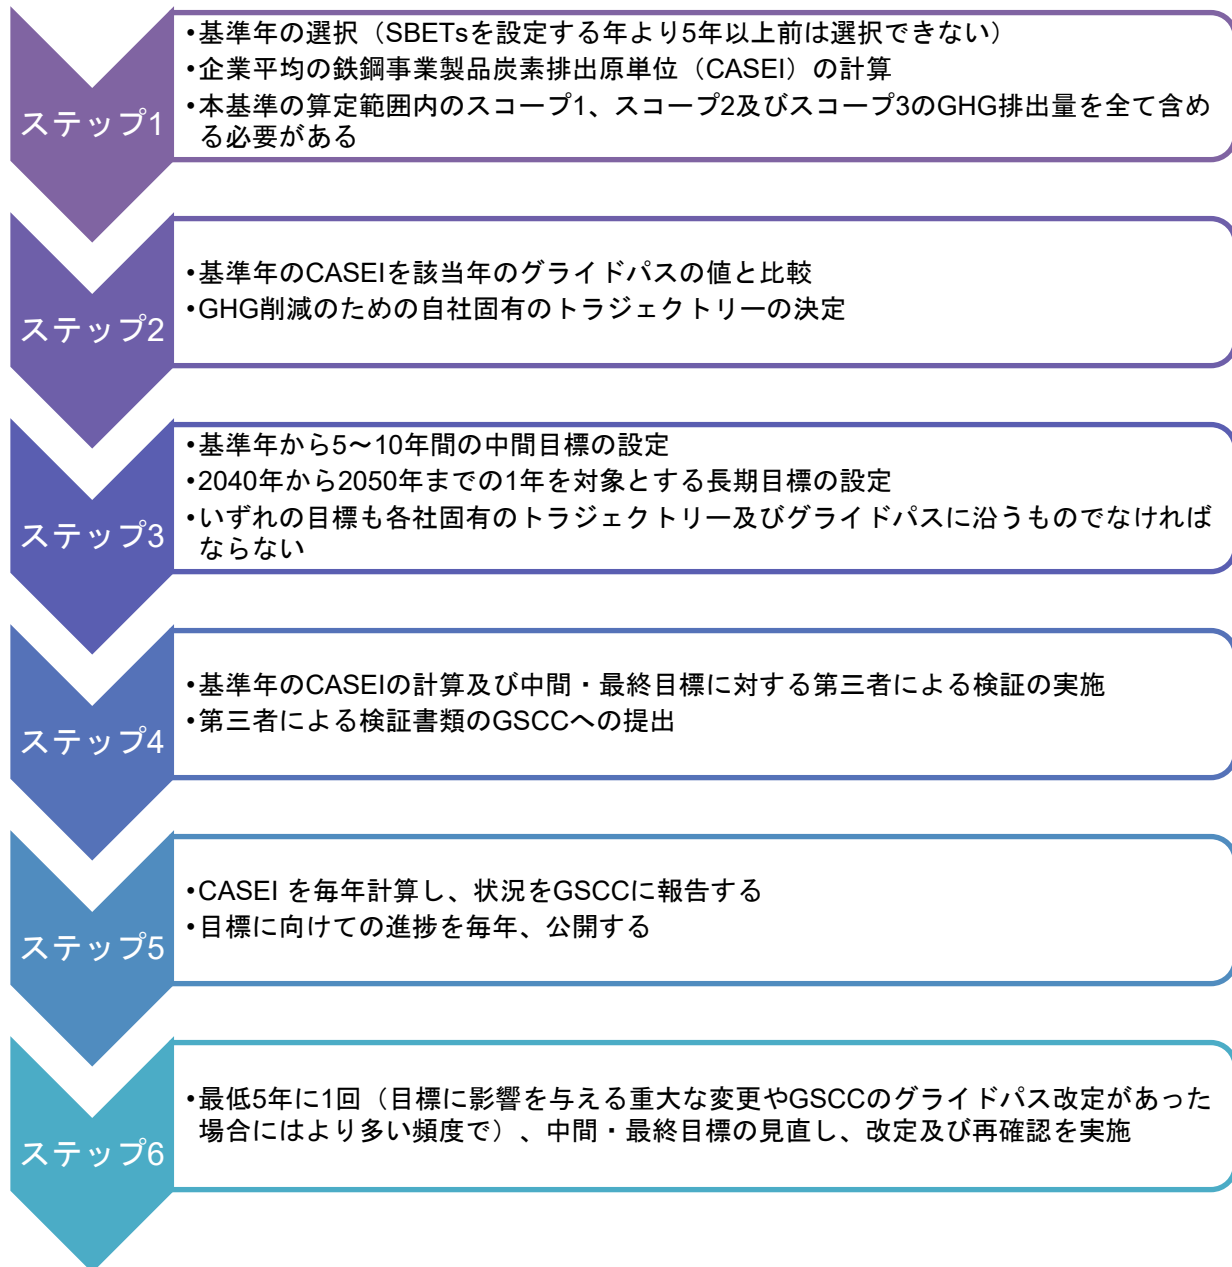 ステップ1
•基準年の選択（SBETsを設定する年より5年以上前は選択できない）
•企業平均の鉄鋼事業製品炭素排出原単位（CASEI）の計算
•本基準の算定範囲内のスコープ1、スコープ2及びスコープ3のGHG排出量を全て含め
る必要がある
ステップ2
•基準年のCASEIを該当年のグライドパスの値と比較
•GHG削減のための自社固有のトラジェクトリーの決定
ステップ3
•基準年から5～10年間の中間目標の設定
•2040年から2050年までの1年を対象とする長期目標の設定
•いずれの目標も各社固有のトラジェクトリー及びグライドパスに沿うものでなければ
ならない
ステップ4
•基準年のCASEIの計算及び中間・最終目標に対する第三者による検証の実施
•第三者による検証書類のGSCCへの提出
ステップ5
•CASEI を毎年計算し、状況をGSCCに報告する
•目標に向けての進捗を毎年、公開する
ステップ6
•最低5年に1回（目標に影響を与える重大な変更やGSCCのグライドパス改定があった
場合にはより多い頻度で）、中間・最終目標の見直し、改定及び再確認を実施